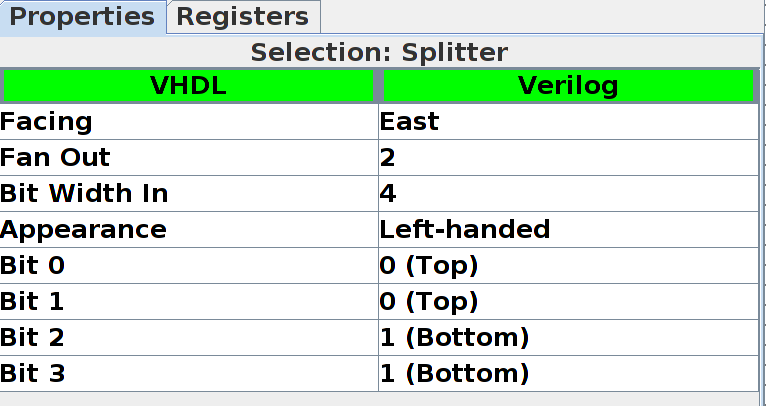 Properties Registers
Selection: Splitter
VHDL Verilog
Facing East
Fan Out 2
Bit Width In 4
Appearance Left-handed
Bit 0 0 (Top)
Bit 1 0 (Top)
Bit 2 1 (Bottom)
Bit 3 1 (Bottom)